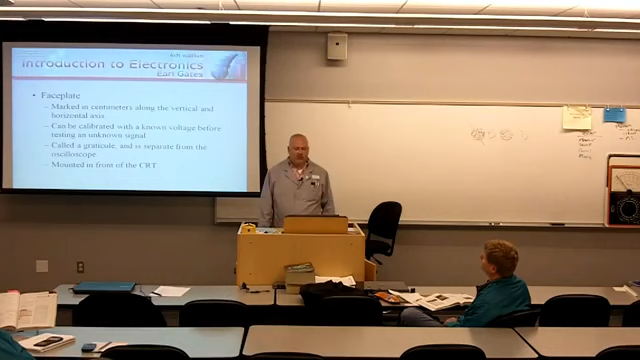 6th edition
Introduction to Electronics
Earl Gates
• Faceplate
– Marked in centimeters along the vertical and
horizontal axis
– Can be calibrated with a known voltage before
testing an unknown signal
– Called a graticule, and is separate from the
oscilloscope
– Mounted in front of the CRT